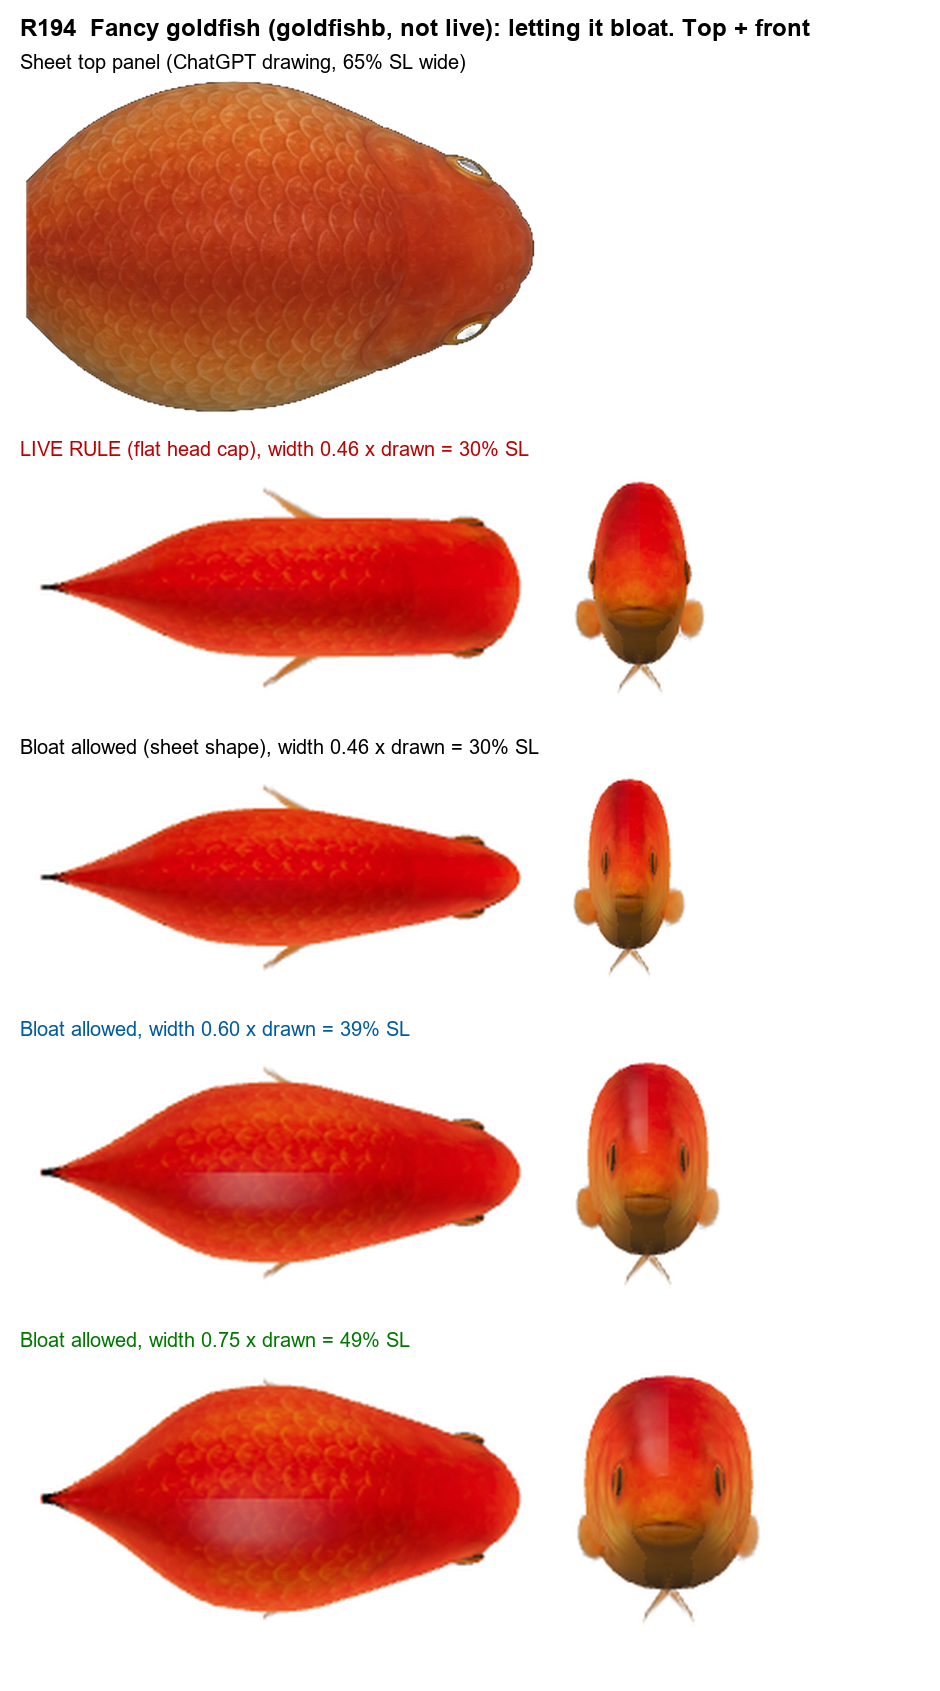 R194 Fancy goldfish (goldfishb, not live): letting it bloat. Top + front
Sheet top panel (ChatGPT drawing, 65% SL wide)
LIVE RULE (flat head cap), width 0.46 x drawn = 30% SL
Bloat allowed (sheet shape), width 0.46 x drawn = 30% SL
Bloat allowed, width 0.60 x drawn = 39% SL
Bloat allowed, width 0.75 x drawn = 49% SL